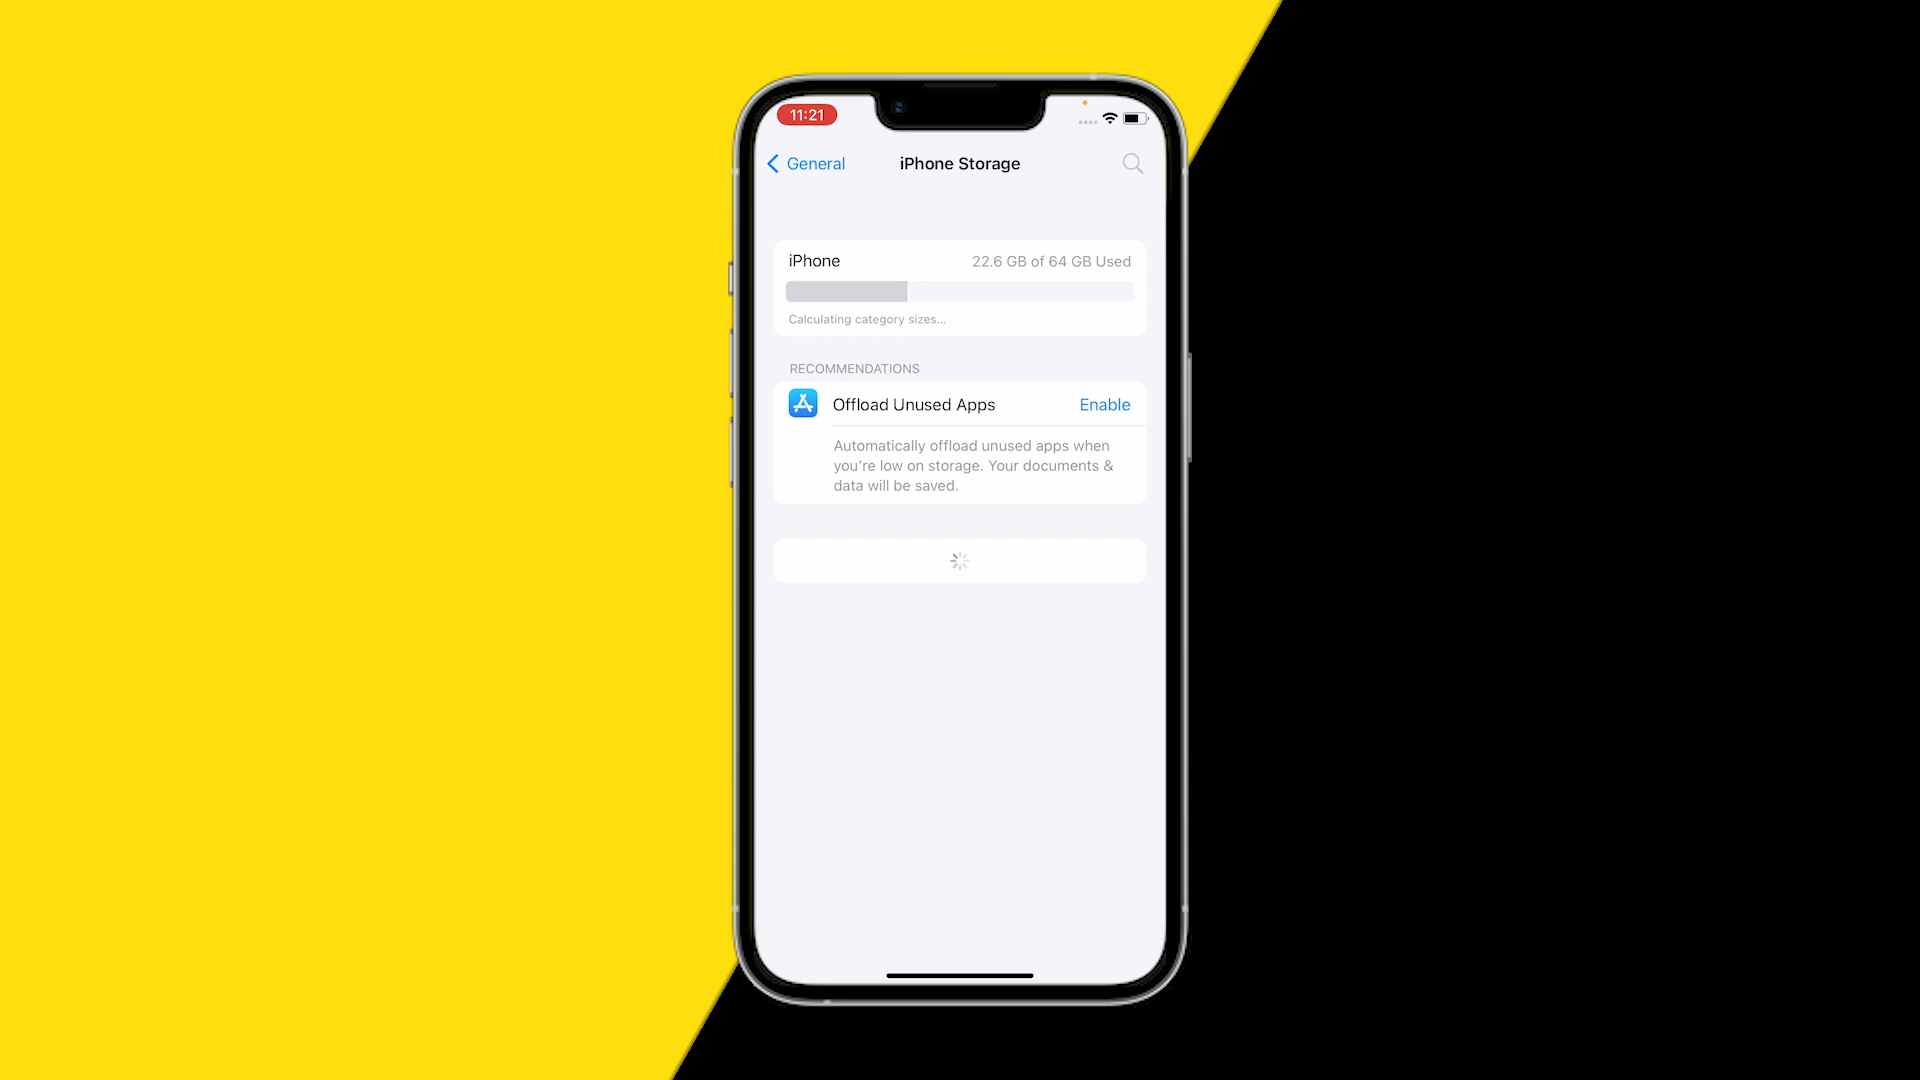 11:21
General
iPhone Storage
iPhone
22.6 GB of 64 GB Used
Calculating category sizes...
RECOMMENDATIONS
Offload Unused Apps
Enable
Automatically offload unused apps when
you’re low on storage. Your documents &
data will be saved.